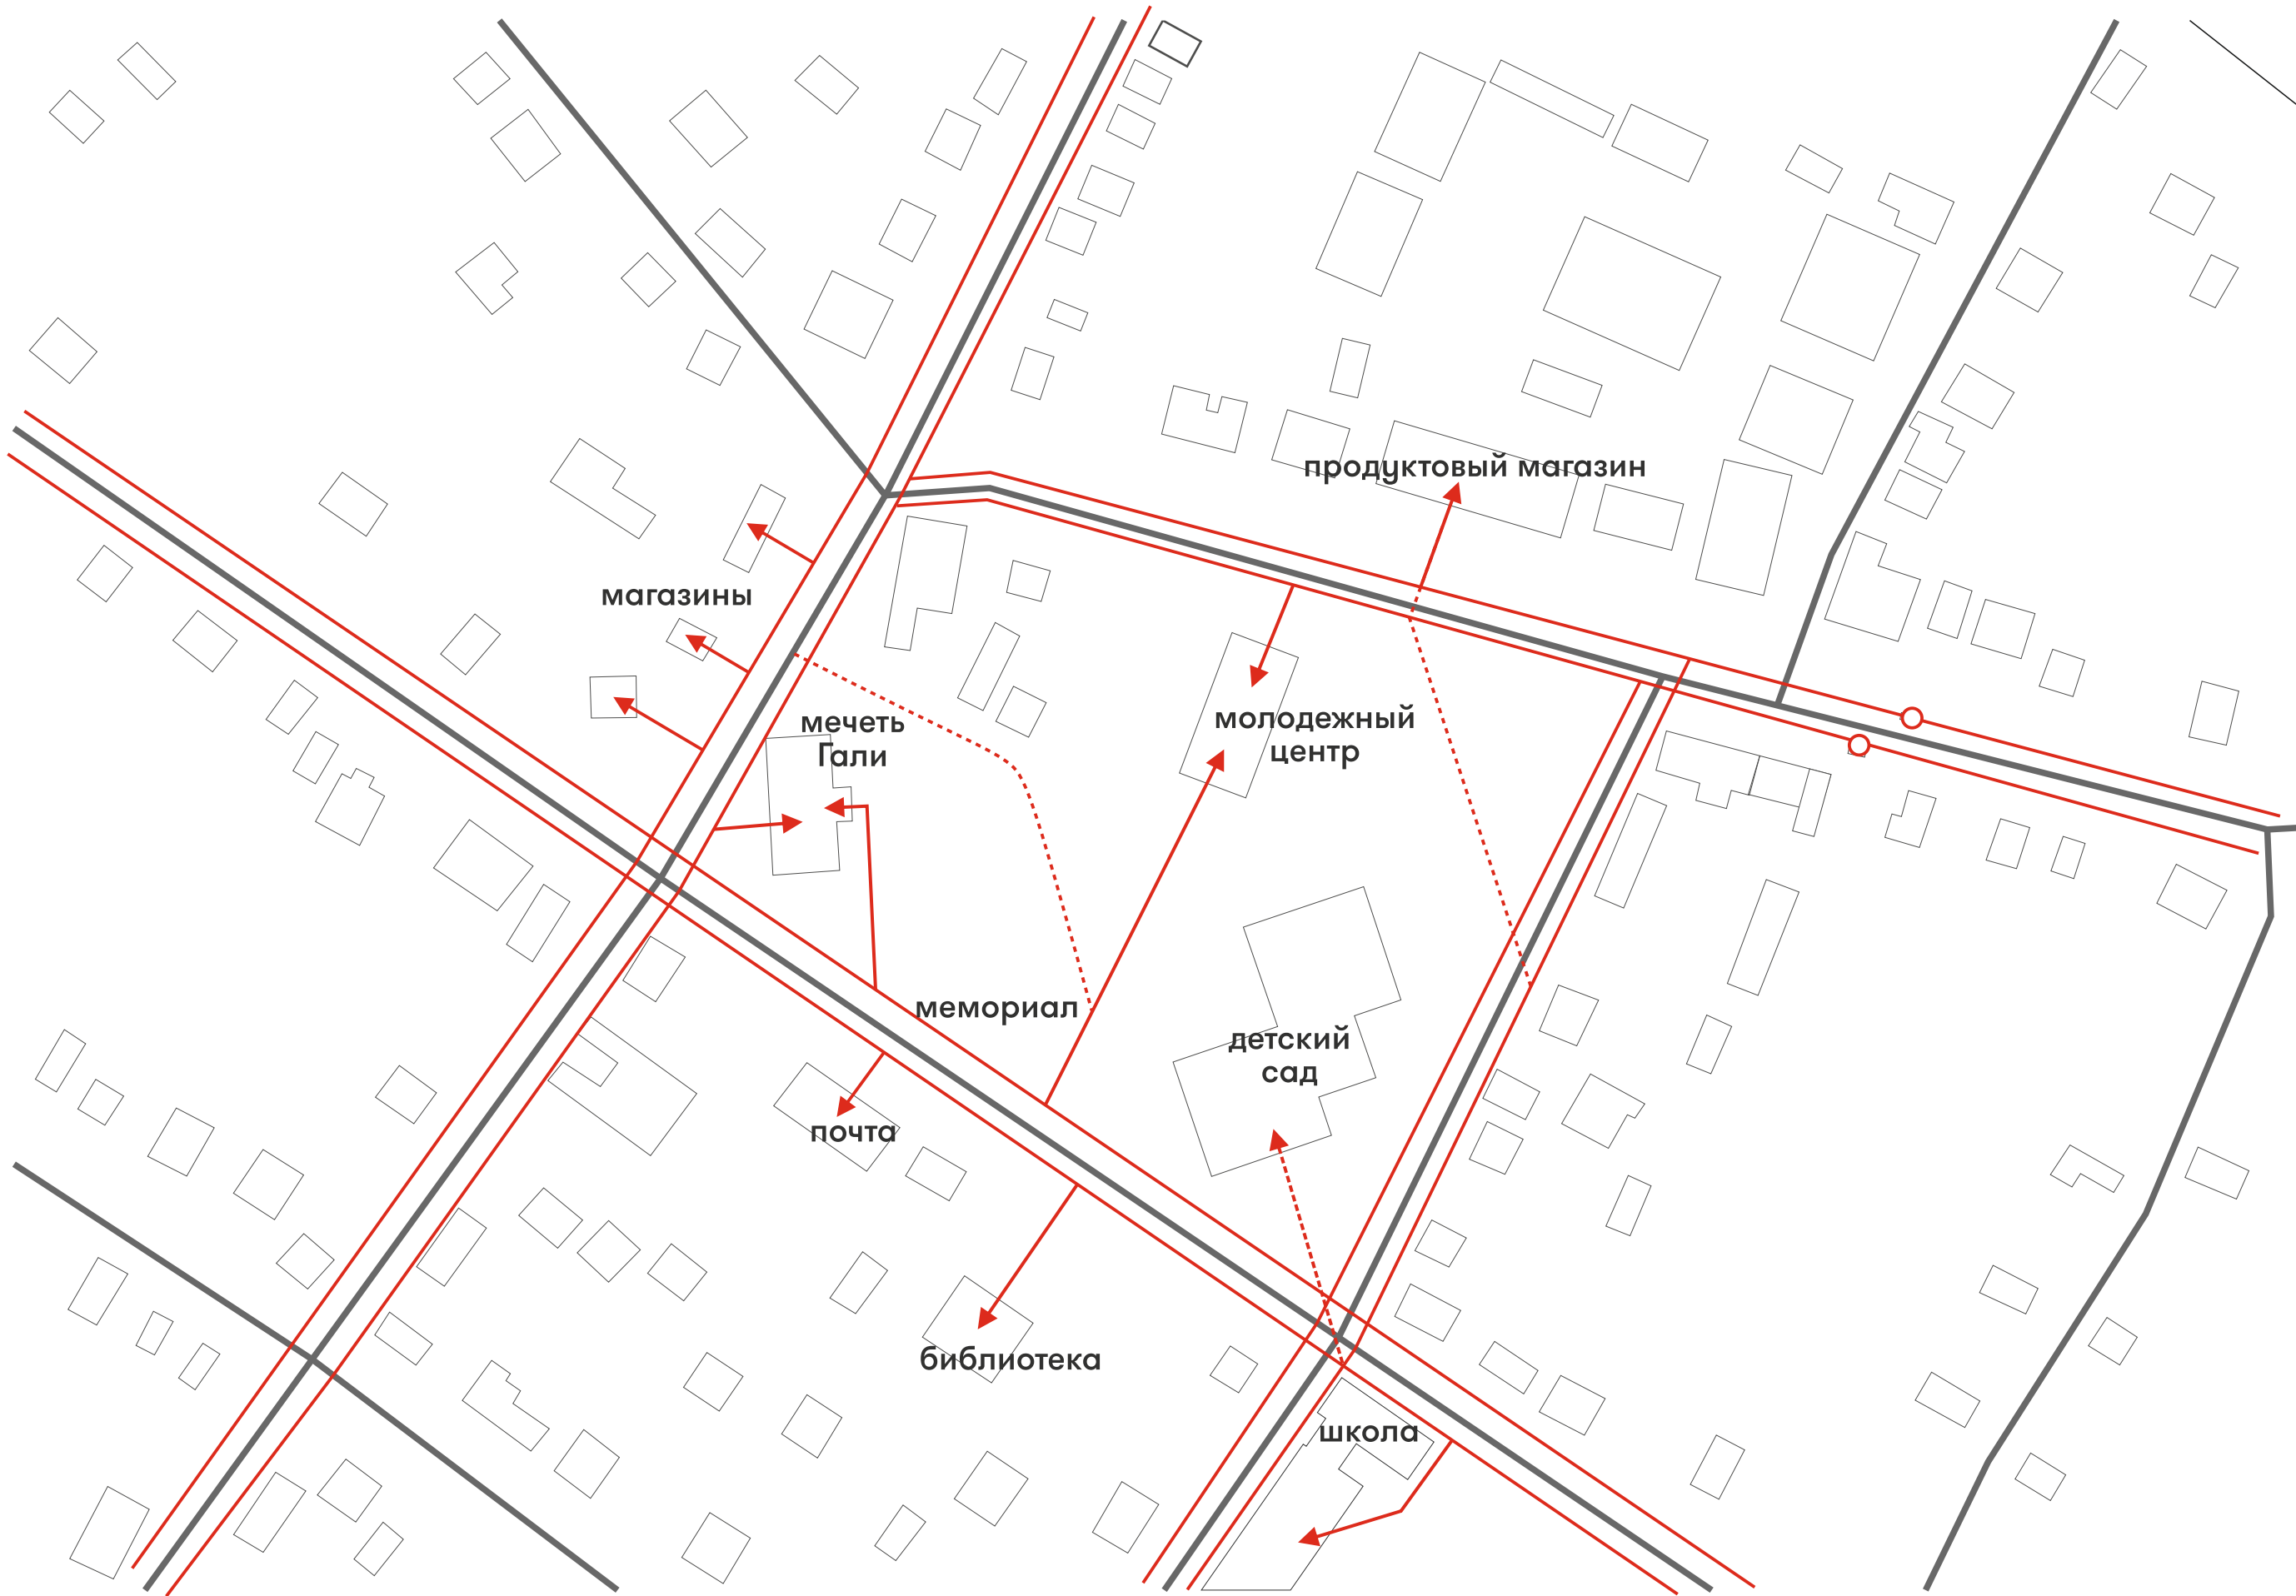 продуктовый магазин
магазины
мечеть
Гали
молодежный
центр
мемориал
детский
сад
почта
библиотека
школа